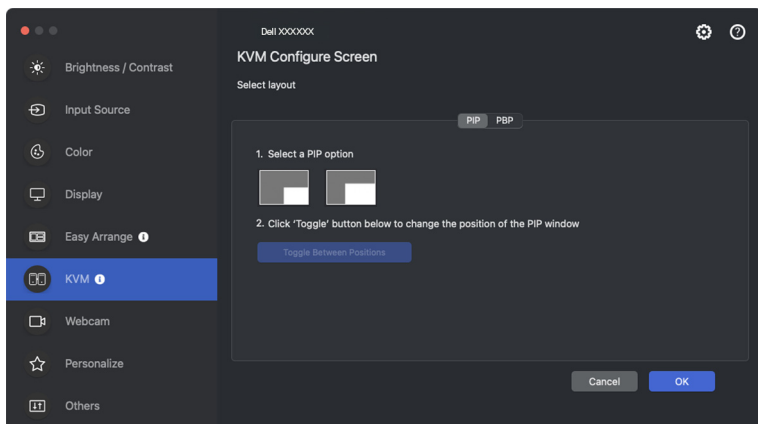 Dell XXXXXX
KVM Configure Screen
Select layout
Brightness / Contrast
Input Source
Color
Display
Easy Arrange
KVM
Webcam
Personalize
Others
PIP PBP
1. Select a PIP option
2. Click ‘Toggle’ button below to change the position of the PIP window
Toggle Between Positions
Cancel OK